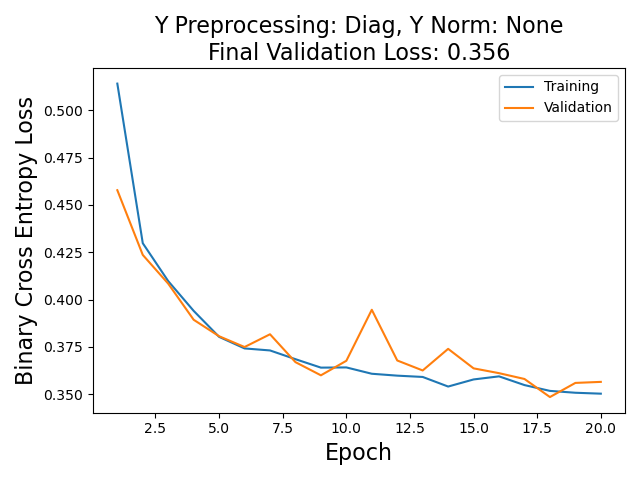 Y Preprocessing: Diag, Y Norm: None
Final Validation Loss: 0.356
Training
Validation
Binary Cross Entropy Loss
0.500
0.475
0.450
0.425
0.400
0.375
0.350
2.5 5.0 7.5 10.0 12.5 15.0 17.5 20.0
Epoch